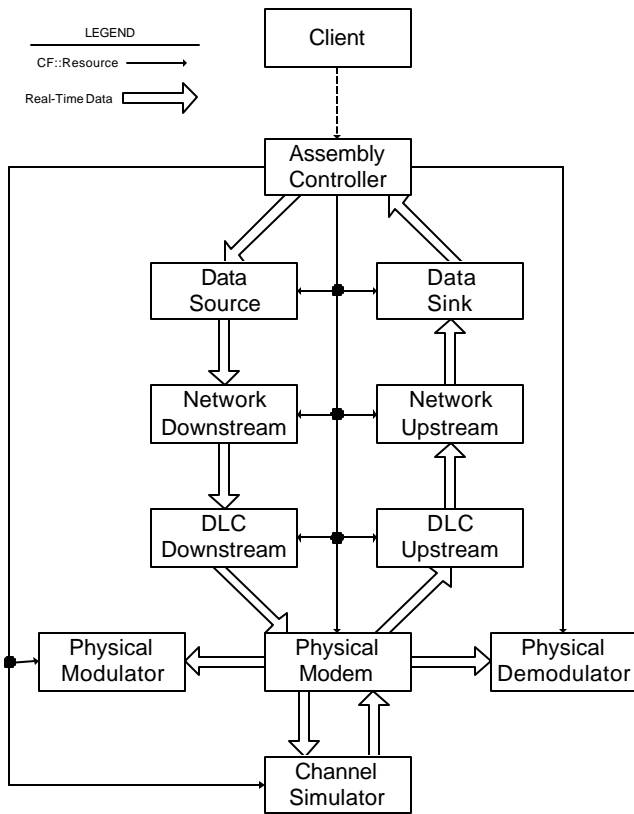 LEGEND
CF::Resource
Real-Time Data
Client
Assembly
Controller
Data
Source
Data
Sink
Network
Downstream
Network
Upstream
DLC
Downstream
DLC
Upstream
Physical
Modulator
Physical
Modem
Physical
Demodulator
Channel
Simulator